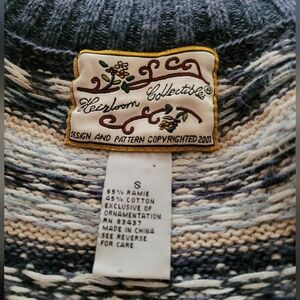 Heirloom Collectibles®
DESIGN AND PATTERN COPYRIGHTED 2001
S
55% RAMIE
45% COTTON
EXCLUSIVE OF
ORNAMENTATION
RN 83437
MADE IN CHINA
SEE REVERSE
FOR CARE